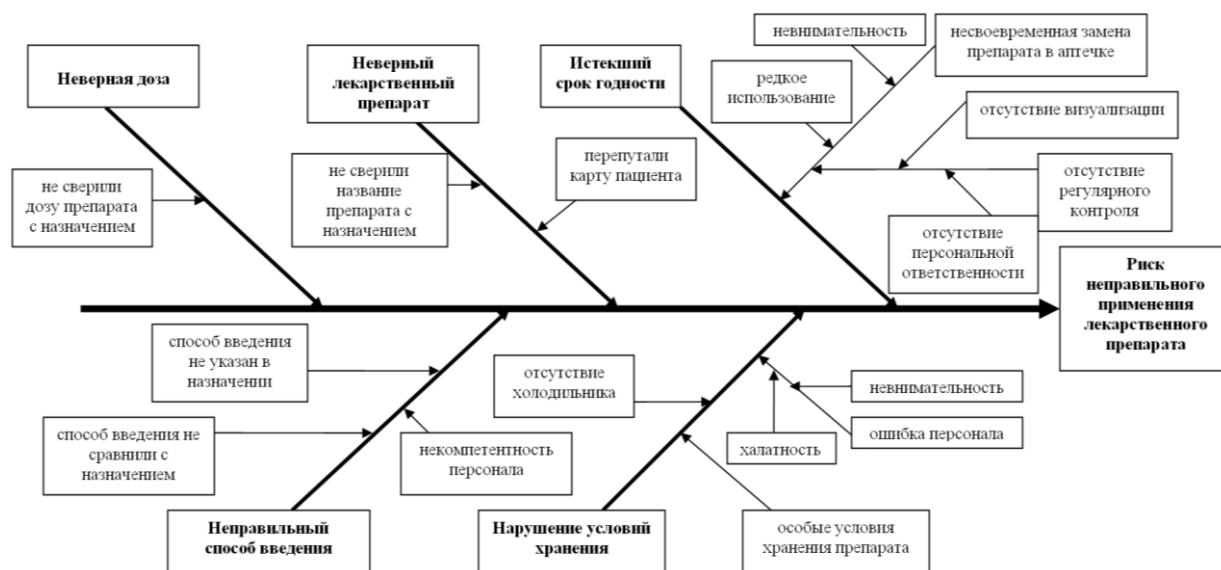 Неверная доза
Неверный
лекарственный
препарат
Истекший
срок годности
невнимательность
несвоевременная замена
препарата в аптечке
редкое
использование
отсутствие визуализации
не сверили
дозу препарата
с назначением
не сверили
название
препарата с
назначением
перепутали
карту пациента
отсутствие
регулярного
контроля
отсутствие
персональной
ответственности
Риск
неправильного
применения
лекарственного
препарата
способ введения
не указан в
назначении
способ введения не
сравнили с
назначением
некомпетентность
персонала
отсутствие
холодильника
невнимательность
ошибка персонала
халатность
Неправильный
способ введения
Нарушение условий
хранения
особые условия
хранения препарата